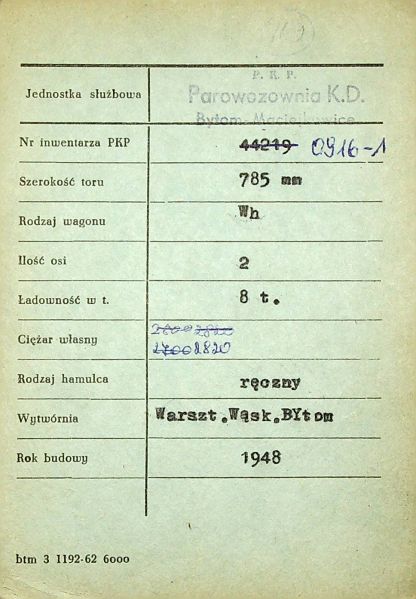 P. K. P.
Jednostka służbowa Parowozownia K.D.
Bytom Maciejkowice
Nr inwentarza PKP 44219 0916-1
Szerokość toru 785 mm
Rodzaj wagonu Wh
Ilość osi 2
Ładowność w t. 8 t.
Ciężar własny
2700 2820
Rodzaj hamulca ręczny
Wytwórnia Warszt.Wąsk.BYtom
Rok budowy 1948
btm 3 1192-62 6000